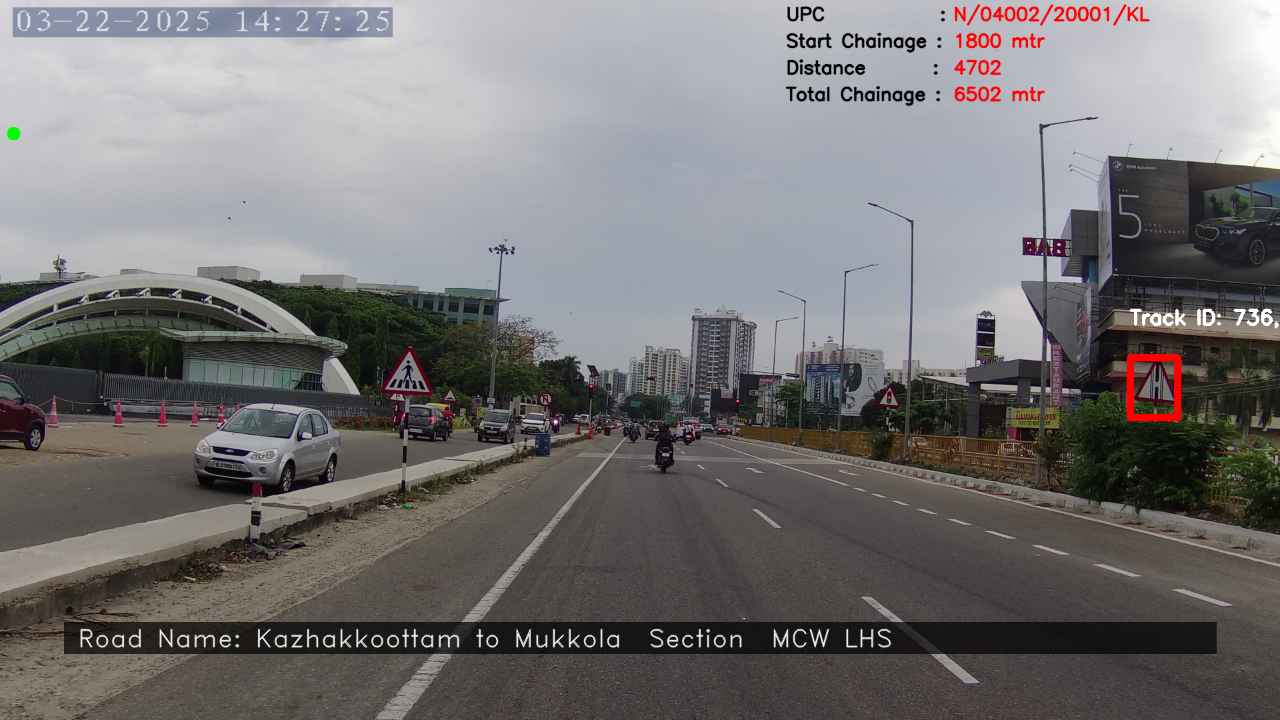 03-22-2025 14:27:25
UPC : N/04002/20001/KL
Start Chainage : 1800 mtr
Distance : 4702
Total Chainage : 6502 mtr
5
BAB
Track ID: 736,
Road Name: Kazhakkoottam to Mukkola Section MCW LHS